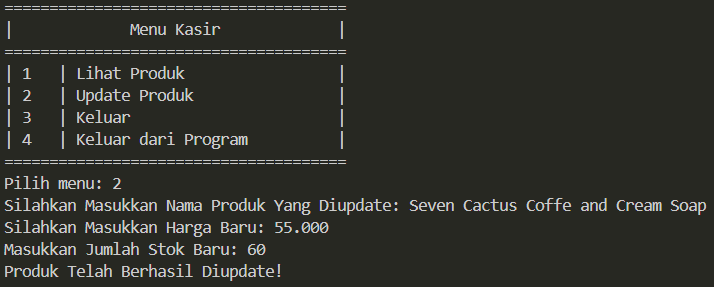 ======================================
|             Menu Kasir             |
======================================
| 1   | Lihat Produk                 |
| 2   | Update Produk                |
| 3   | Keluar                       |
| 4   | Keluar dari Program          |
======================================
Pilih menu: 2
Silahkan Masukkan Nama Produk Yang Diupdate: Seven Cactus Coffe and Cream Soap
Silahkan Masukkan Harga Baru: 55.000
Masukkan Jumlah Stok Baru: 60
Produk Telah Berhasil Diupdate!